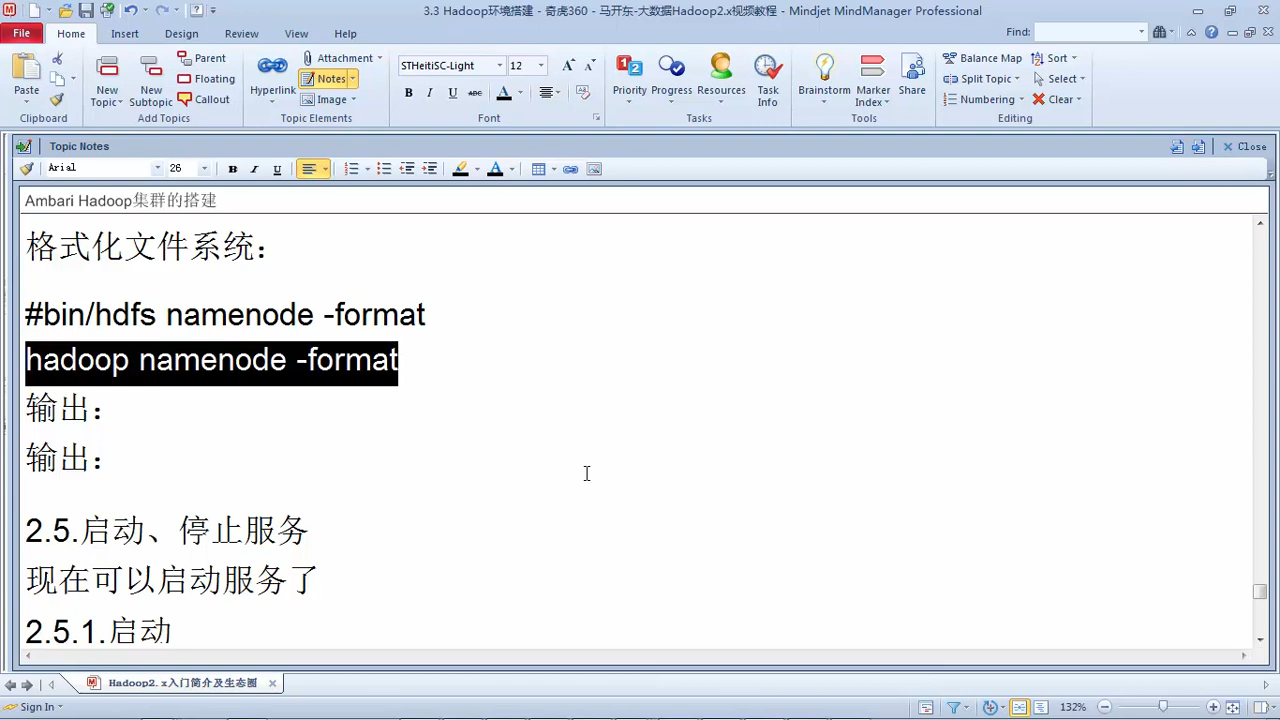 3.3 Hadoop环境搭建 - 奇虎360 - 马开东-大数据Hadoop2.x视频教程 - Mindjet MindManager Professional
File Home Insert Design Review View Help Find:
Paste
Clipboard
New Topic
New Subtopic
Parent
Floating
Callout
Add Topics
Hyperlink
Attachment
Notes
Image
Topic Elements
STHeitiSC-Light 12
B I U ABC A
Font
Priority
Progress
Resources
Task Info
Tasks
Brainstorm
Marker Index
Share
Tools
Balance Map Sort
Split Topic Select
Numbering Clear
Editing
Topic Notes Close
Arial 26 B I U A
Ambari Hadoop集群的搭建
格式化文件系统：
#bin/hdfs namenode -format
hadoop namenode -format
输出：
输出：
2.5.启动、停止服务
现在可以启动服务了
2.5.1.启动
Hadoop2. x入门简介及生态圈
Sign In 132%